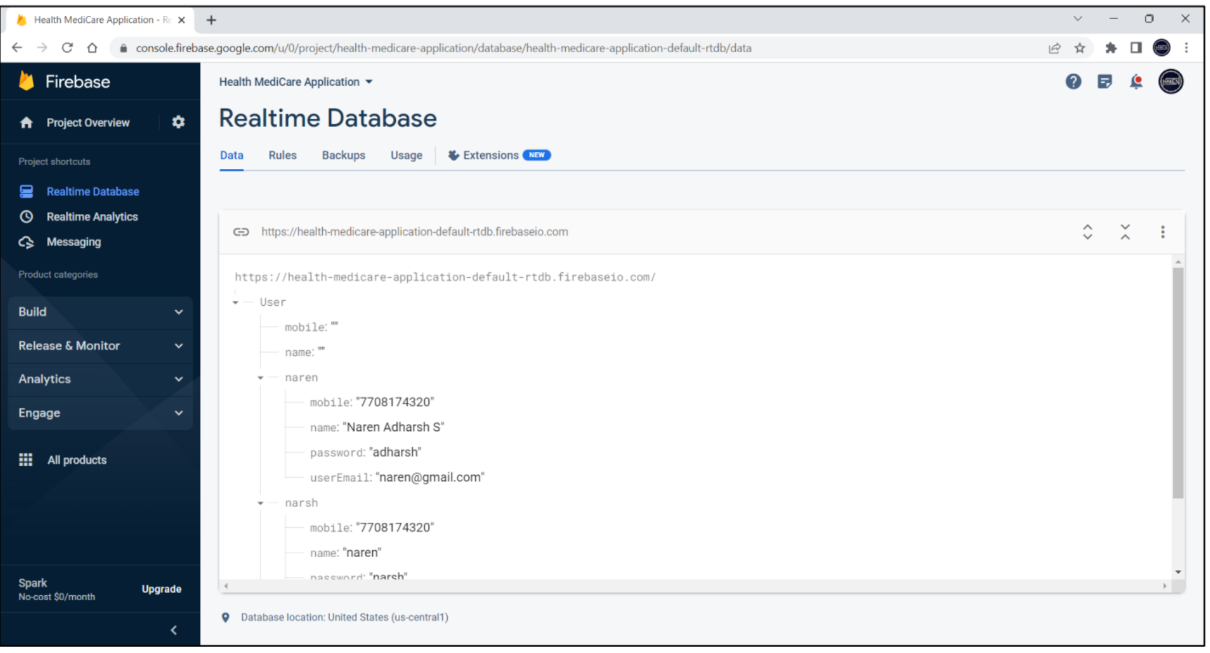 Health MediCare Application - Re
console.firebase.google.com/u/0/project/health-medicare-application/database/health-medicare-application-default-rtdb/data
Firebase
Project Overview
Project shortcuts
Realtime Database
Realtime Analytics
Messaging
Product categories
Build
Release & Monitor
Analytics
Engage
All products
Spark
No-cost $0/month
Upgrade
Health MediCare Application
Realtime Database
Data Rules Backups Usage Extensions NEW
https://health-medicare-application-default-rtdb.firebaseio.com
https://health-medicare-application-default-rtdb.firebaseio.com/
User
mobile: ""
name: ""
naren
mobile: "7708174320"
name: "Naren Adharsh S"
password: "adharsh"
userEmail: "naren@gmail.com"
narsh
mobile: "7708174320"
name: "naren"
password: "narsh"
Database location: United States (us-central1)